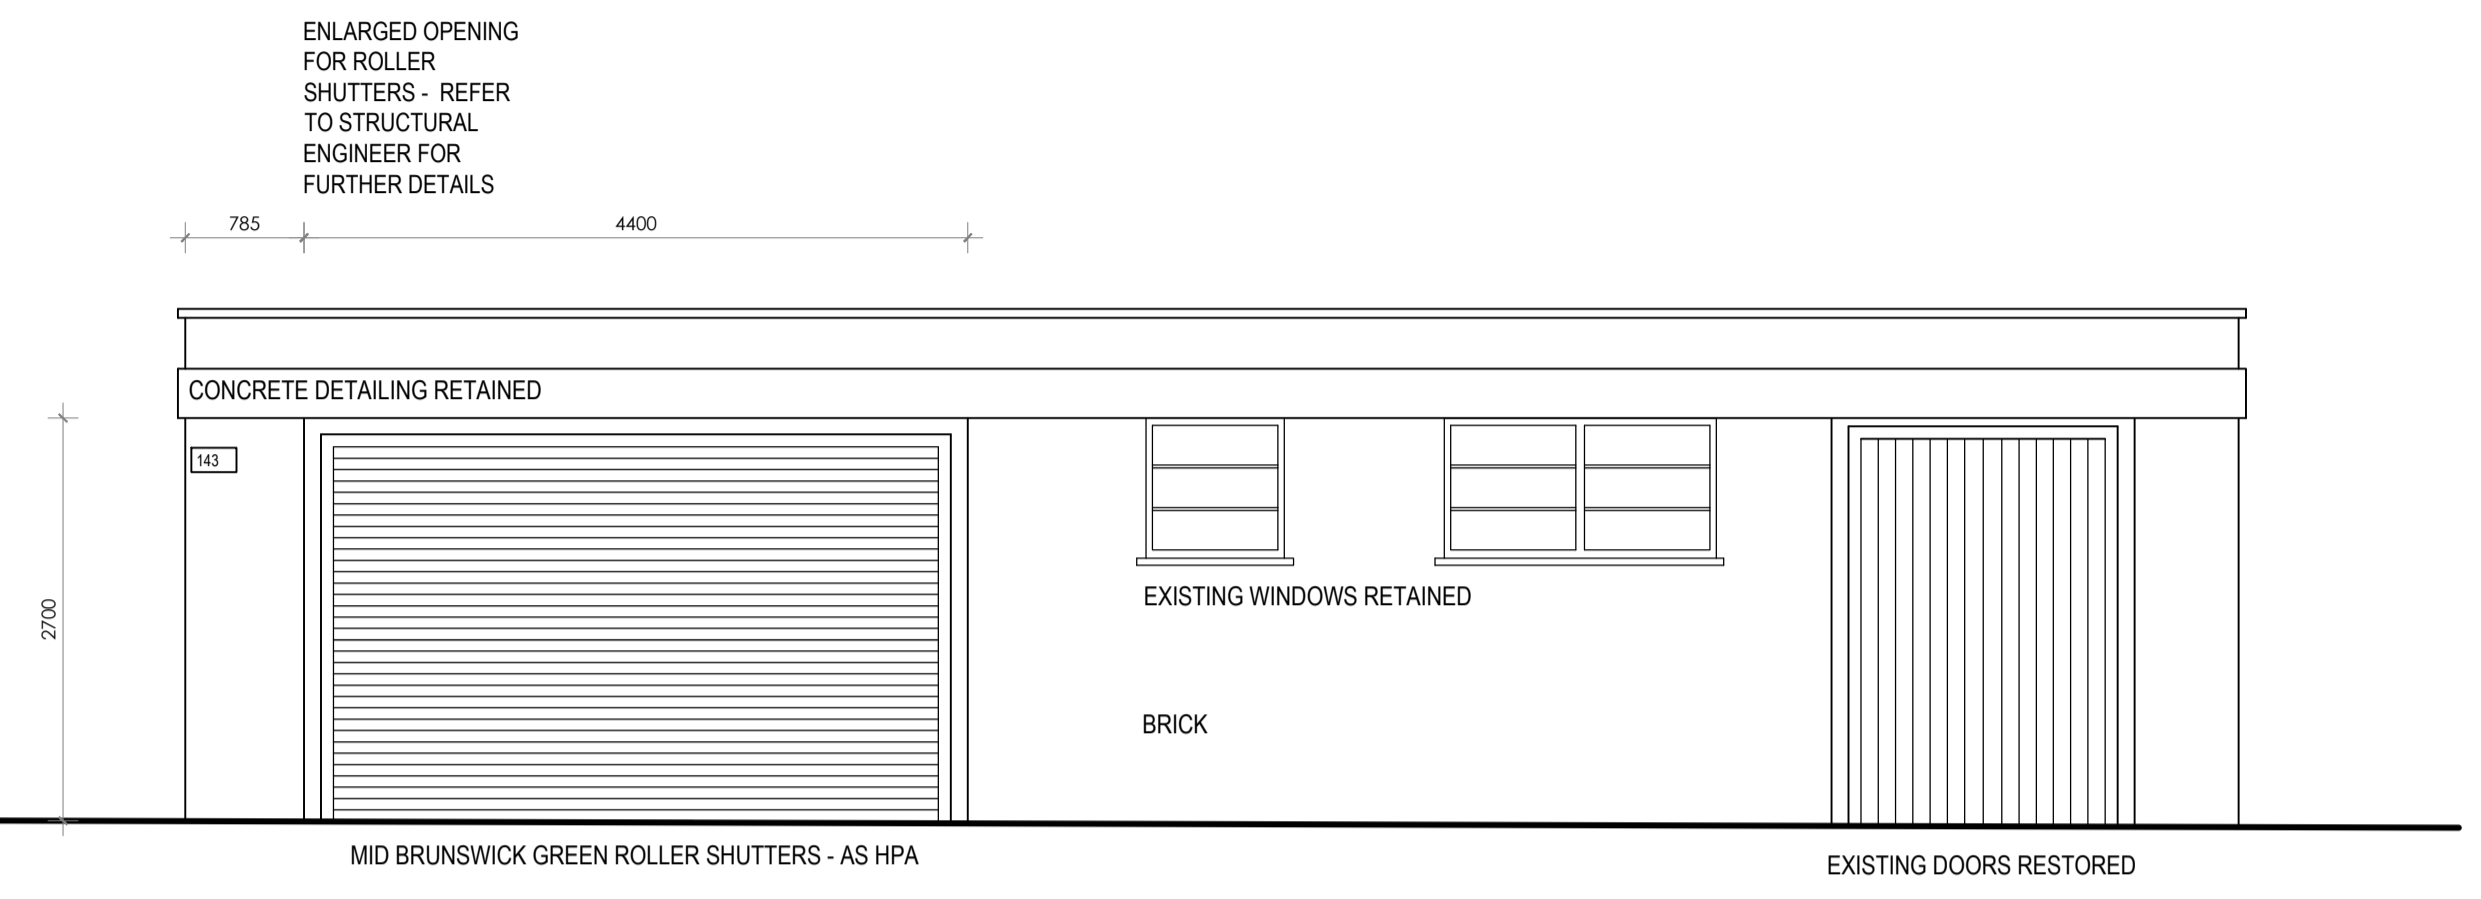 ENLARGED OPENING
FOR ROLLER
SHUTTERS - REFER
TO STRUCTURAL
ENGINEER FOR
FURTHER DETAILS
785
4400
CONCRETE DETAILING RETAINED
143
2700
EXISTING WINDOWS RETAINED
BRICK
MID BRUNSWICK GREEN ROLLER SHUTTERS - AS HPA
EXISTING DOORS RESTORED